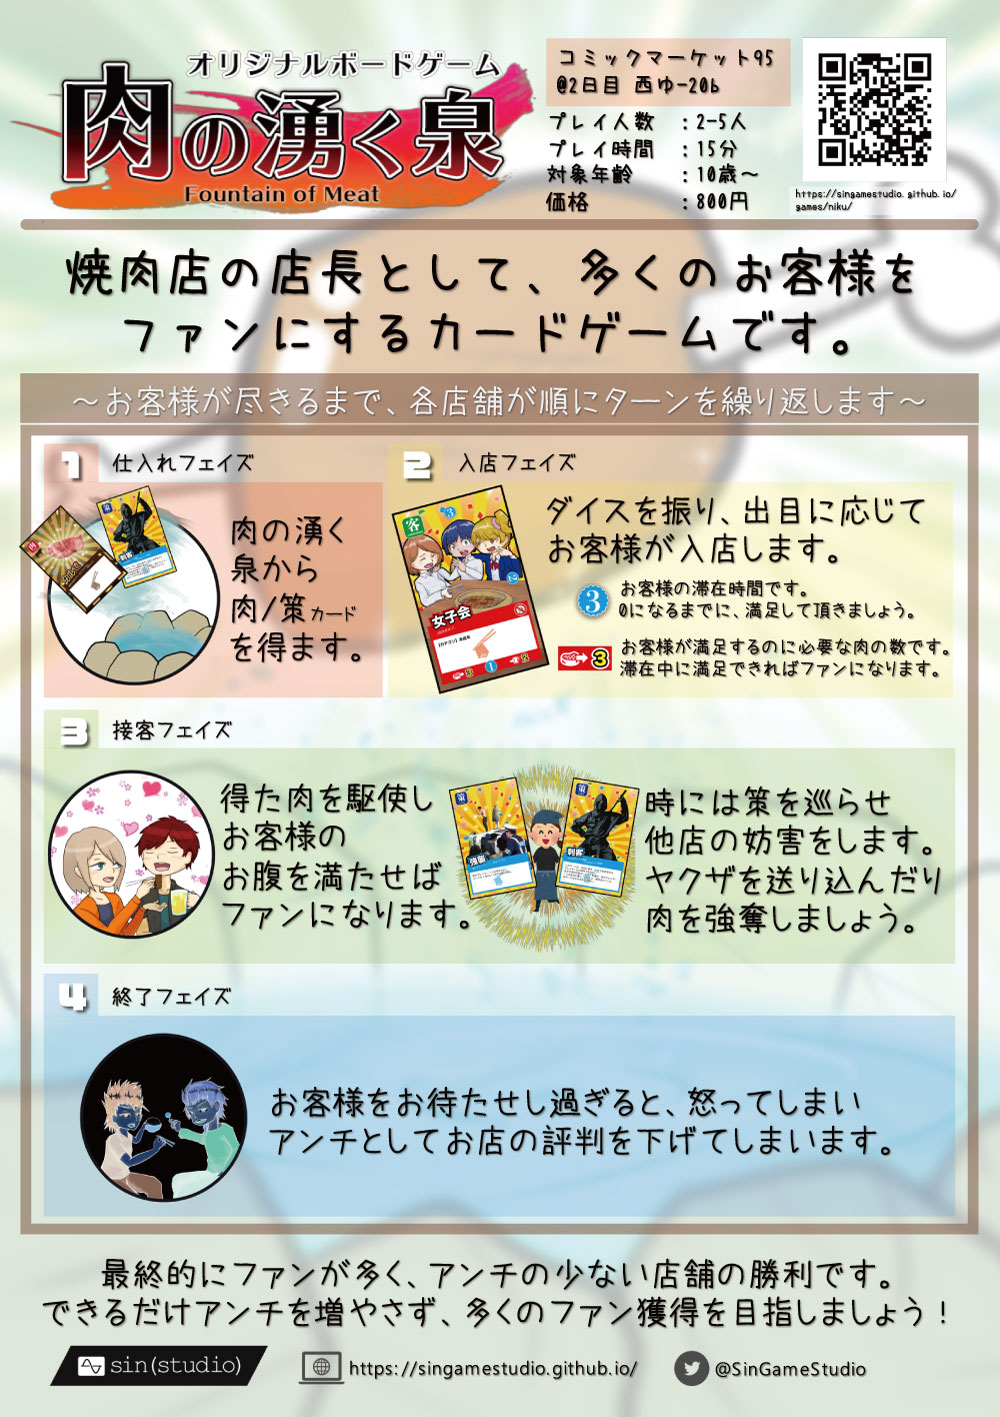 オリジナルボードゲーム
肉の湧く泉
Fountain of Meat
コミックマーケット95
@2日目 西ゆ-20b
プレイ人数 : 2-5人
プレイ時間 : 15分
対象年齢 : 10歳～
価格 : 800円
https://singamestudio.github.io/
games/niku/
焼肉店の店長として、多くのお客様を
ファンにするカードゲームです。
～お客様が尽きるまで、各店舗が順にターンを繰り返します～
1 仕入れフェイズ
肉
策
刺客
肉の湧く
泉から
肉/策カード
を得ます。
2 入店フェイズ
客
3
女子会
ダイスを振り、出目に応じて
お客様が入店します。
3
お客様の滞在時間です。
0になるまでに、満足して頂きましょう。
3
お客様が満足するのに必要な肉の数です。
滞在中に満足できればファンになります。
3 接客フェイズ
得た肉を駆使し
お客様の
お腹を満たせば
ファンになります。
策
強奪
策
刺客
時には策を巡らせ
他店の妨害をします。
ヤクザを送り込んだり
肉を強奪しましょう。
4 終了フェイズ
お客様をお待たせし過ぎると、怒ってしまい
アンチとしてお店の評判を下げてしまいます。
最終的にファンが多く、アンチの少ない店舗の勝利です。
できるだけアンチを増やさず、多くのファン獲得を目指しましょう！
sin(studio)
https://singamestudio.github.io/
@SinGameStudio